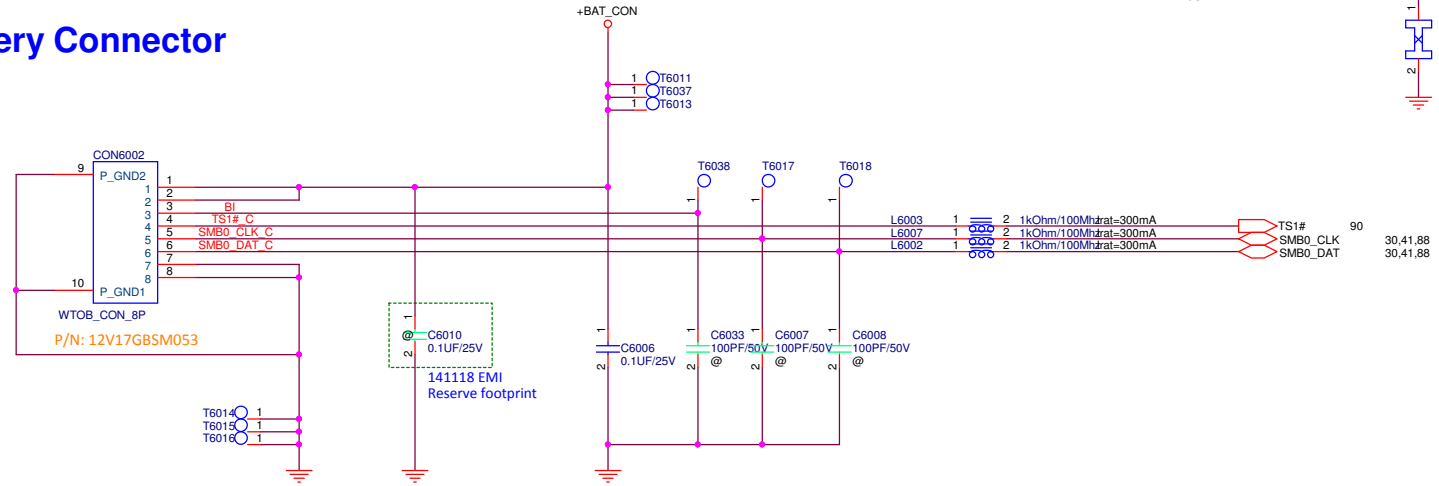 +BAT_CON
ery Connector
1
2
1 T6011
1 T6037
1 T6013
CON6002
9 P_GND2
1 1
2 2
3 3 BI
4 4 TS1#_C
5 5 SMB0_CLK_C
6 6 SMB0_DAT_C
7 7
8 8
10 P_GND1
WTOB_CON_8P
P/N: 12V17GBSM053
T6038 T6017 T6018
1 1 1
L6003 1 2 1kOhm/100Mhz Irat=300mA TS1# 90
L6007 1 2 1kOhm/100Mhz Irat=300mA SMB0_CLK 30,41,88
L6002 1 2 1kOhm/100Mhz Irat=300mA SMB0_DAT 30,41,88
1 @ C6010 2
0.1UF/25V
141118 EMI
Reserve footprint
1 C6006 2
0.1UF/25V
1 C6033 2
100PF/50V
@
1 C6007 2
100PF/50V
@
1 C6008 2
100PF/50V
@
T6014 1
T6015 1
T6016 1